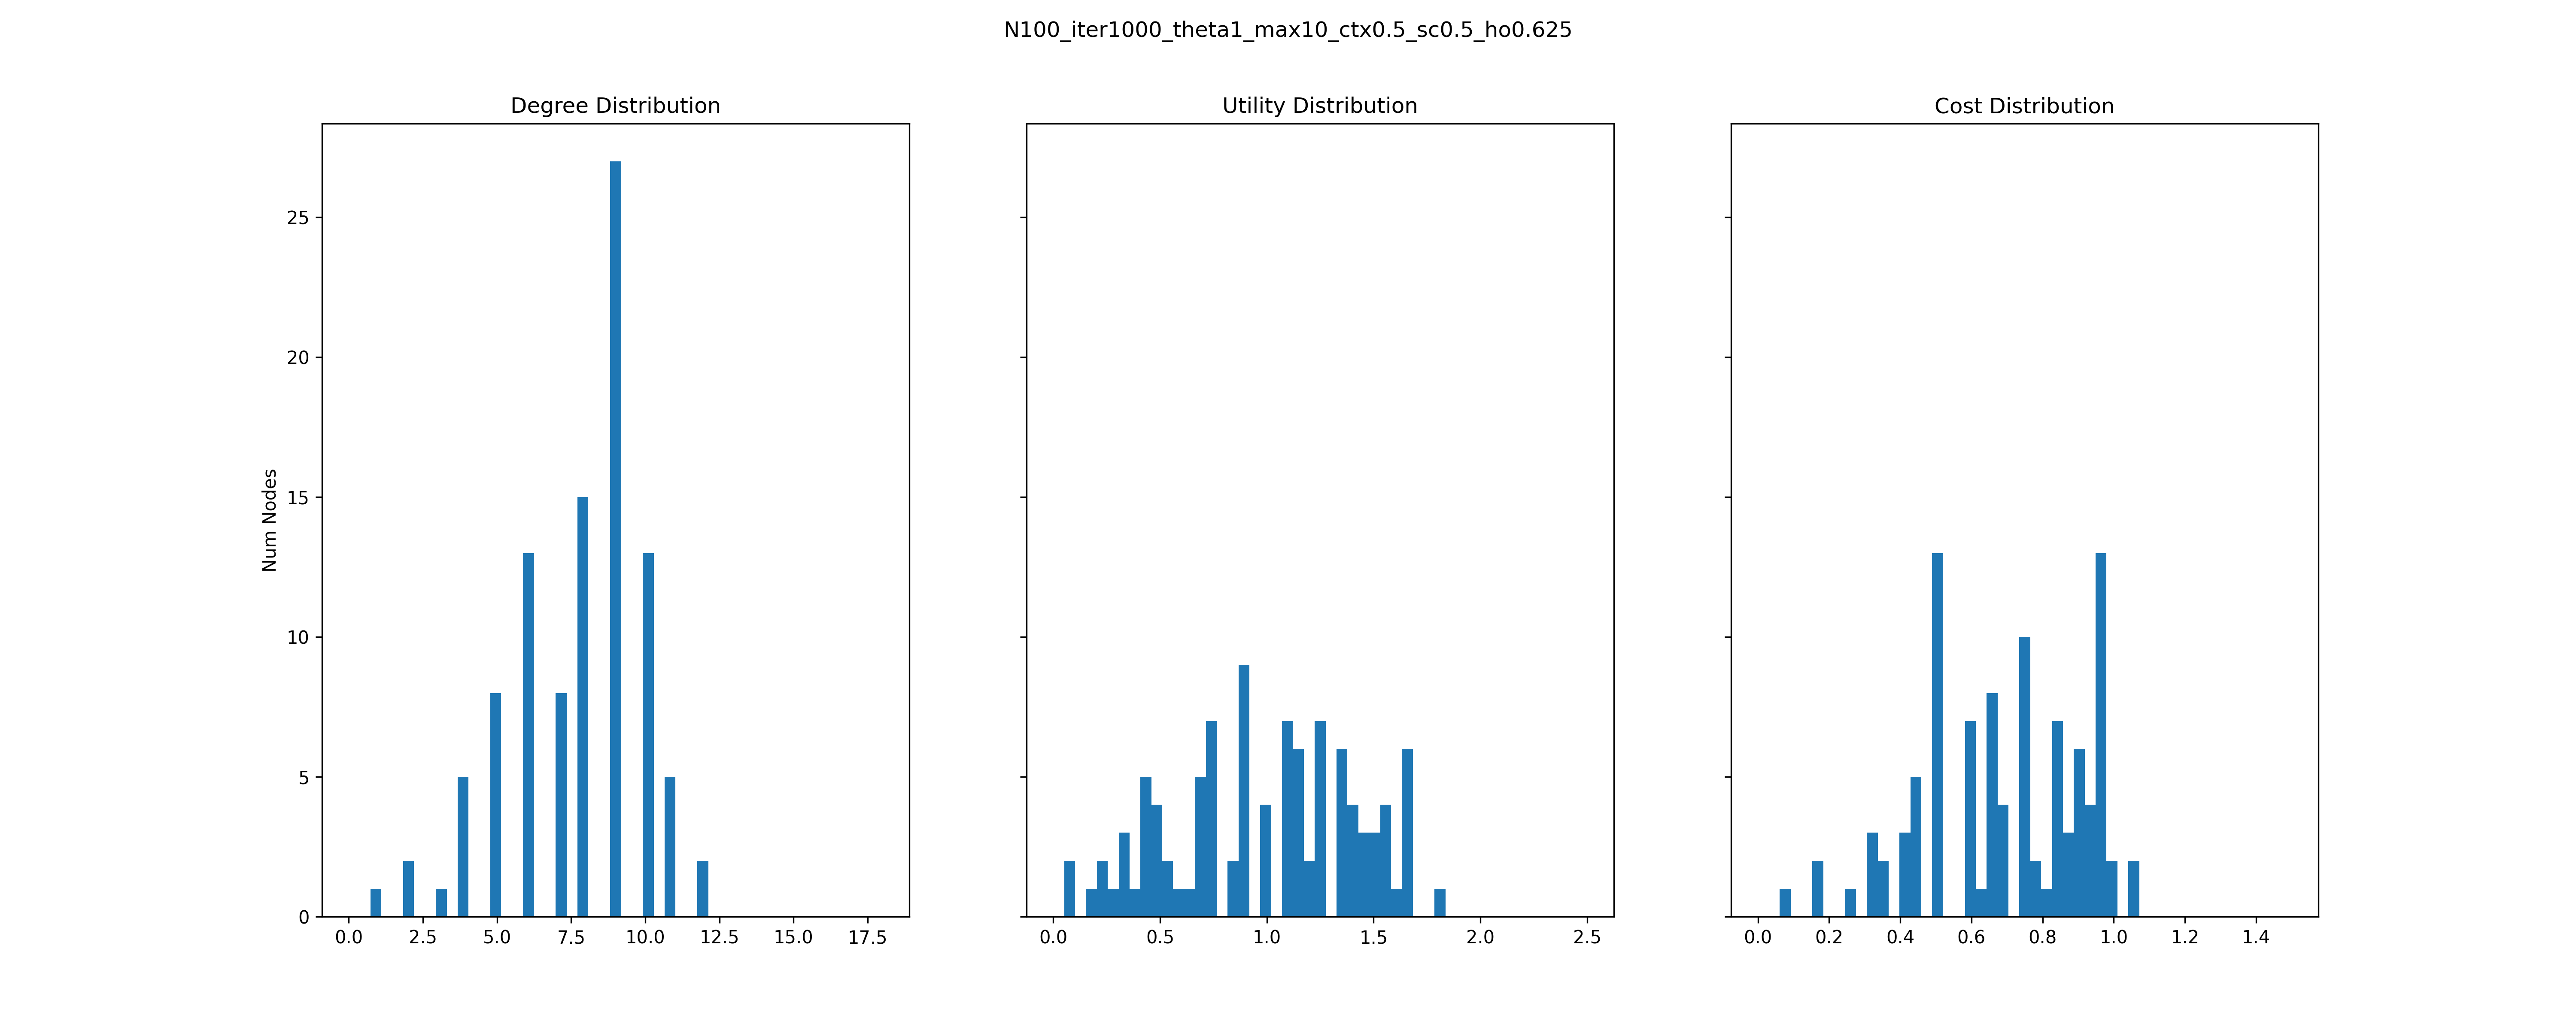 N100_iter1000_theta1_max10_ctx0.5_sc0.5_ho0.625
Degree Distribution
Num Nodes
25
20
15
10
5
0
0.0 2.5 5.0 7.5 10.0 12.5 15.0 17.5
Utility Distribution
0.0 0.5 1.0 1.5 2.0 2.5
Cost Distribution
0.0 0.2 0.4 0.6 0.8 1.0 1.2 1.4